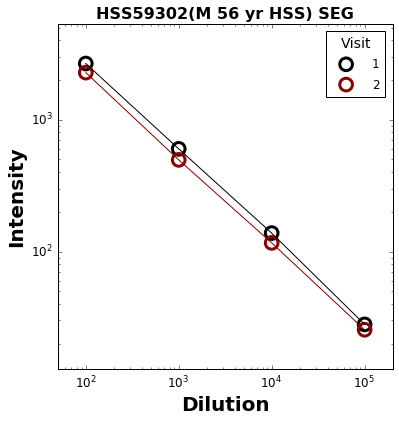 HSS59302(M 56 yr HSS) SEG
Visit
1
2
Intensity
10³
10²
10² 10³ 10⁴ 10⁵
Dilution